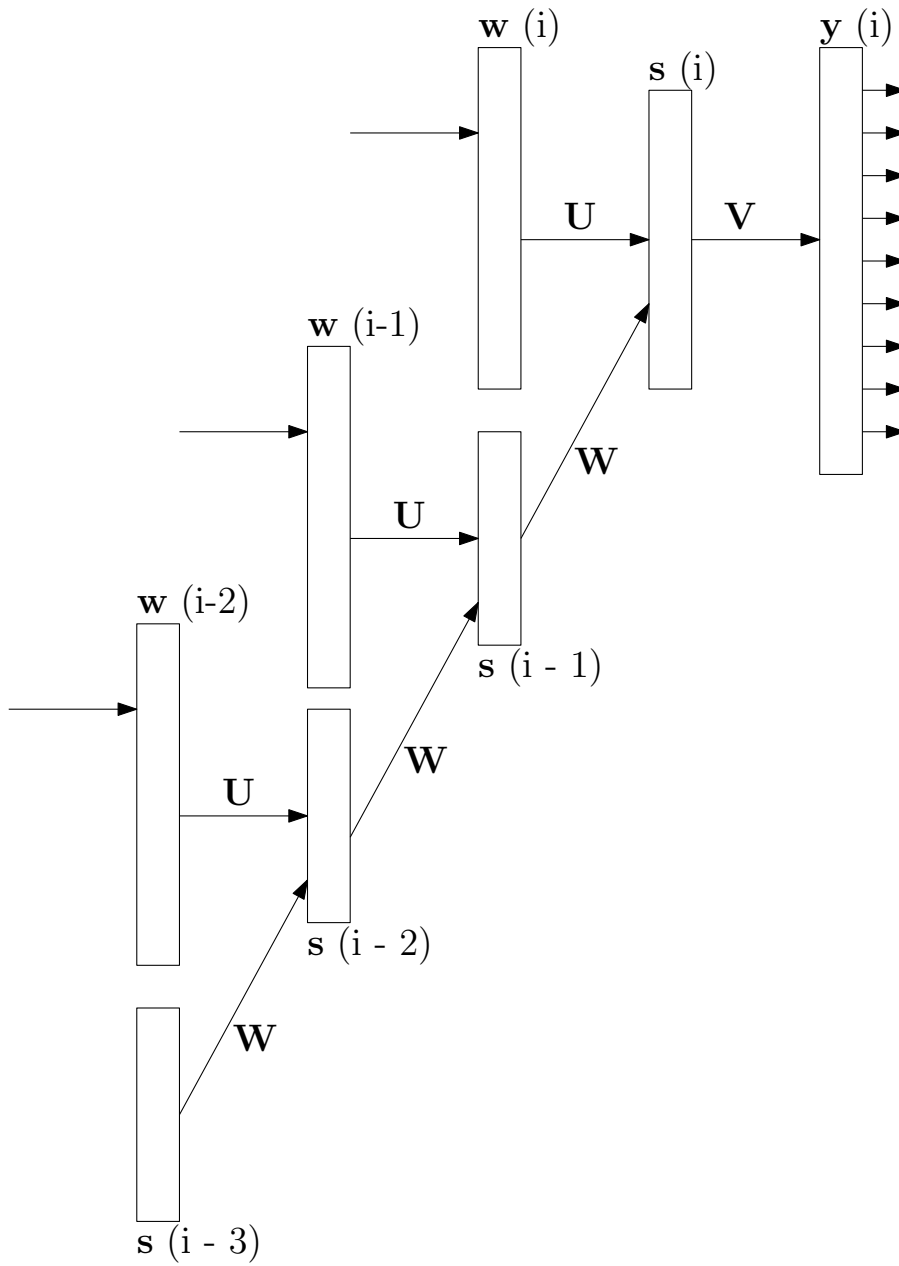 w (i)
y (i)
s (i)
U
V
w (i-1)
W
U
w (i-2)
s (i - 1)
W
U
s (i - 2)
W
s (i - 3)